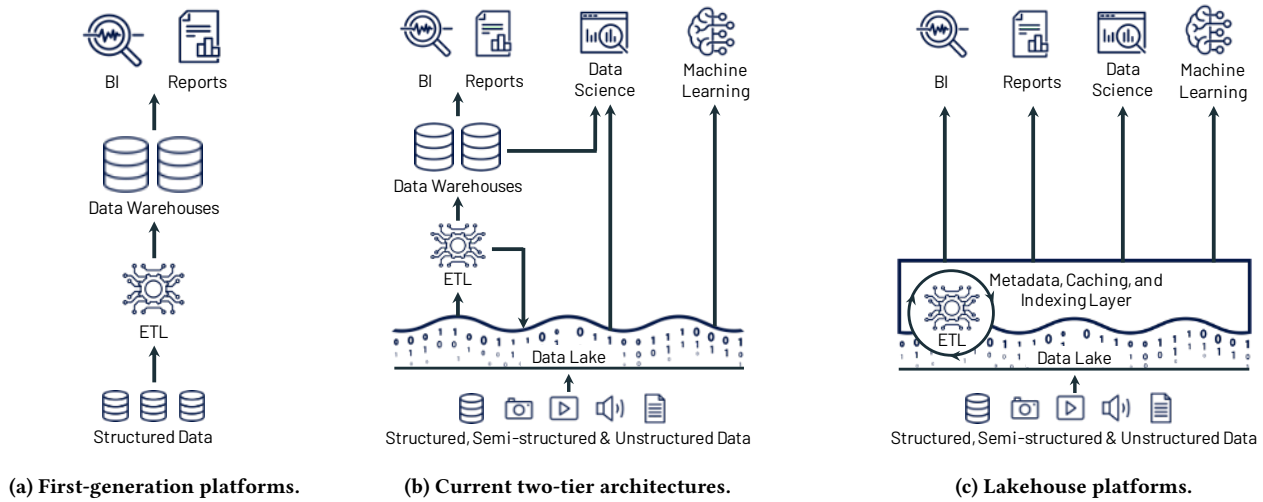 BI
Reports
Data Warehouses
ETL
Structured Data
(a) First-generation platforms.
BI
Reports
Data
Science
Machine
Learning
Data Warehouses
ETL
Data Lake
Structured, Semi-structured & Unstructured Data
(b) Current two-tier architectures.
BI
Reports
Data
Science
Machine
Learning
Metadata, Caching, and
Indexing Layer
ETL
Data Lake
Structured, Semi-structured & Unstructured Data
(c) Lakehouse platforms.